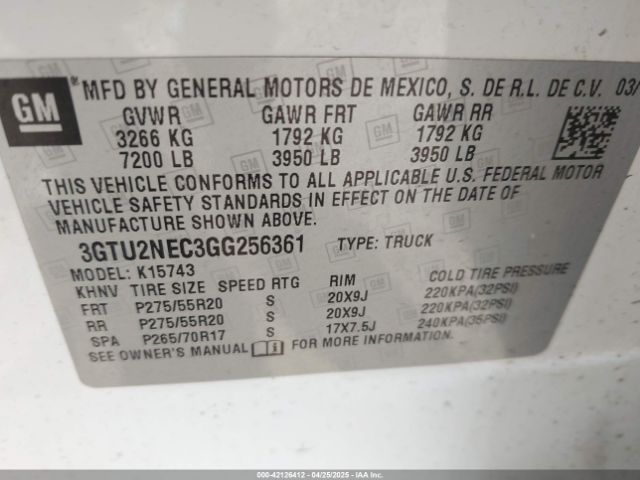 GM
MFD BY GENERAL MOTORS DE MEXICO, S. DE R.L. DE C.V. 03/
GVWR GAWR FRT GAWR RR
3266 KG 1792 KG 1792 KG
7200 LB 3950 LB 3950 LB
THIS VEHICLE CONFORMS TO ALL APPLICABLE U.S. FEDERAL MOTOR
VEHICLE SAFETY STANDARDS IN EFFECT ON THE DATE OF
MANUFACTURE SHOWN ABOVE.
3GTU2NEC3GG256361 TYPE: TRUCK
MODEL: K15743
KHNV TIRE SIZE SPEED RTG RIM COLD TIRE PRESSURE
FRT P275/55R20 S 20X9J 220KPA(32PSI)
RR P275/55R20 S 20X9J 220KPA(32PSI)
SPA P265/70R17 S 17X7.5J 240KPA(35PSI)
SEE OWNER'S MANUAL FOR MORE INFORMATION.
000-42126412 - 04/25/2025 - IAAI.COM